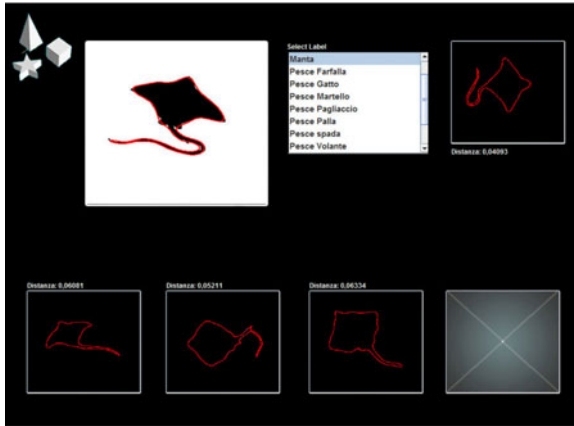 Select Label
Manta
Pesce Farfalla
Pesce Gatto
Pesce Martello
Pesce Pagliaccio
Pesce Palla
Pesce spada
Pesce Volante
Distanza: 0,04093
Distanza: 0,06081
Distanza: 0,05211
Distanza: 0,06334